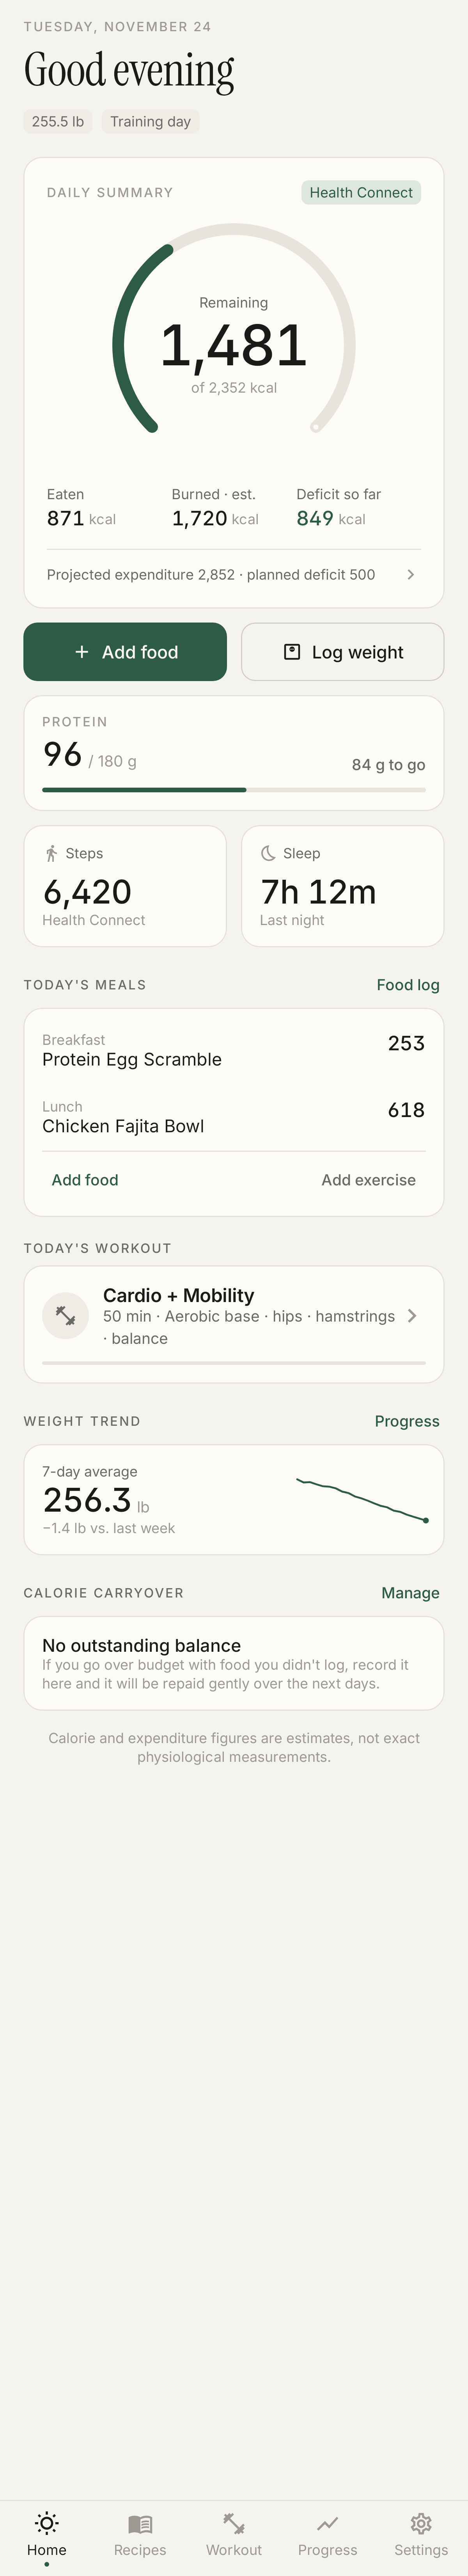 TUESDAY, NOVEMBER 24
Good evening
255.5 lb
Training day
DAILY SUMMARY
Health Connect
Remaining
1,481
of 2,352 kcal
Eaten
Burned · est.
Deficit so far
871 kcal
1,720 kcal
849 kcal
Projected expenditure 2,852 · planned deficit 500
Add food
Log weight
PROTEIN
96 / 180 g
84 g to go
Steps
Sleep
6,420
7h 12m
Health Connect
Last night
TODAY'S MEALS
Food log
Breakfast
Protein Egg Scramble
253
Lunch
Chicken Fajita Bowl
618
Add food
Add exercise
TODAY'S WORKOUT
Cardio + Mobility
50 min · Aerobic base · hips · hamstrings
· balance
WEIGHT TREND
Progress
7-day average
256.3 lb
−1.4 lb vs. last week
CALORIE CARRYOVER
Manage
No outstanding balance
If you go over budget with food you didn't log, record it
here and it will be repaid gently over the next days.
Calorie and expenditure figures are estimates, not exact
physiological measurements.
Home
Recipes
Workout
Progress
Settings